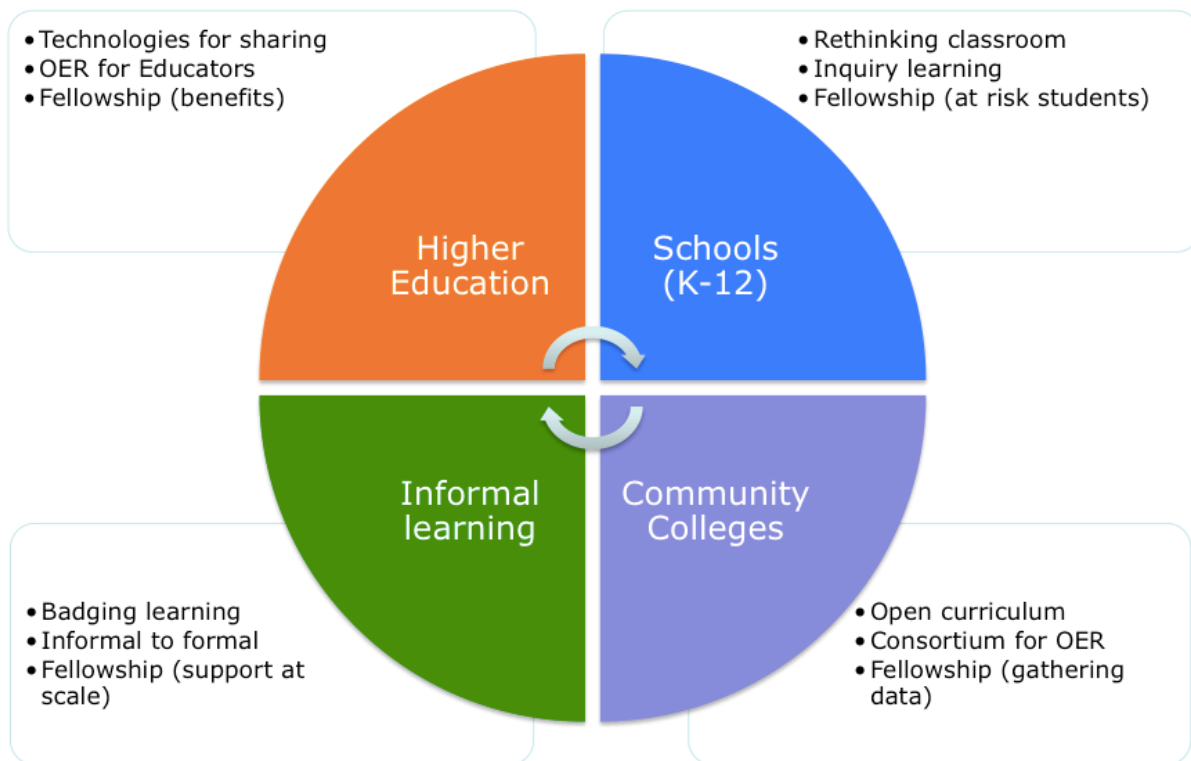 • Technologies for sharing
• OER for Educators
• Fellowship (benefits)
• Rethinking classroom
• Inquiry learning
• Fellowship (at risk students)
Higher
Education
Schools
(K-12)
Informal
learning
Community
Colleges
• Badging learning
• Informal to formal
• Fellowship (support at
scale)
• Open curriculum
• Consortium for OER
• Fellowship (gathering
data)